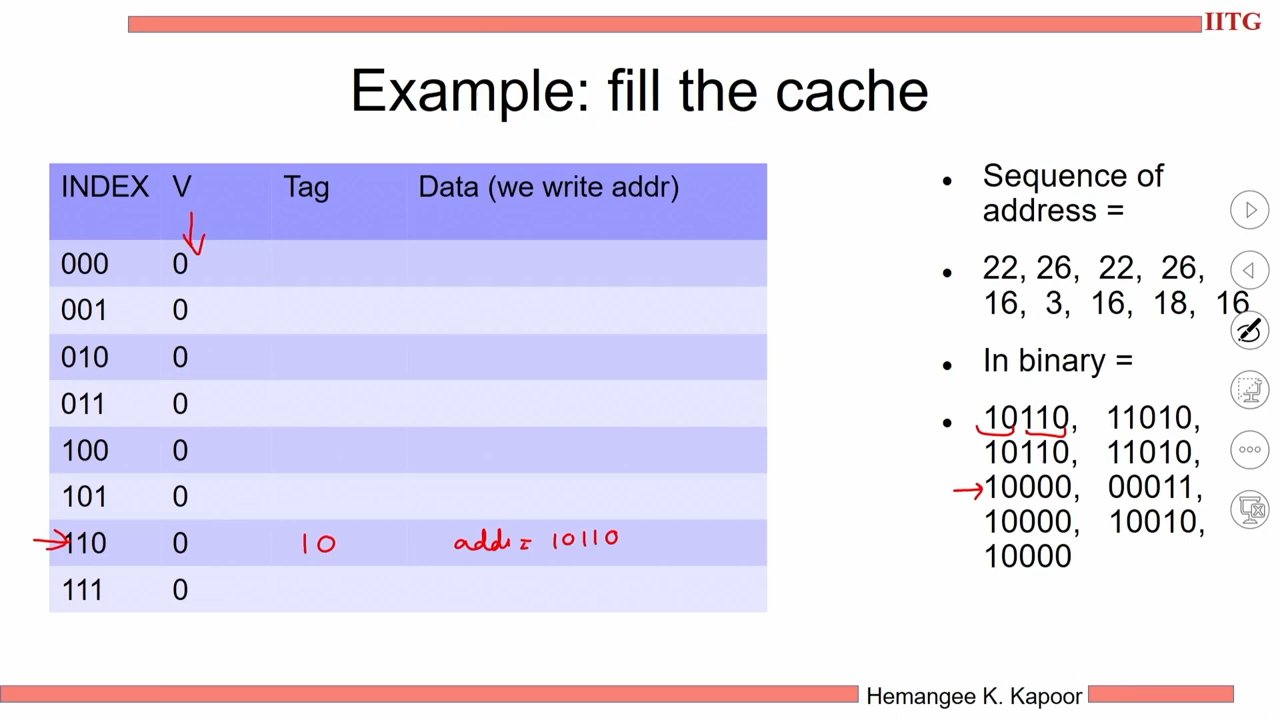 IITG
Example: fill the cache
INDEX V Tag Data (we write addr)
000 0
001 0
010 0
011 0
100 0
101 0
110 0 10 addr = 10110
111 0
• Sequence of
address =
• 22, 26, 22, 26,
16, 3, 16, 18, 16
• In binary =
• 10110, 11010,
10110, 11010,
10000, 00011,
10000, 10010,
10000
Hemangee K. Kapoor